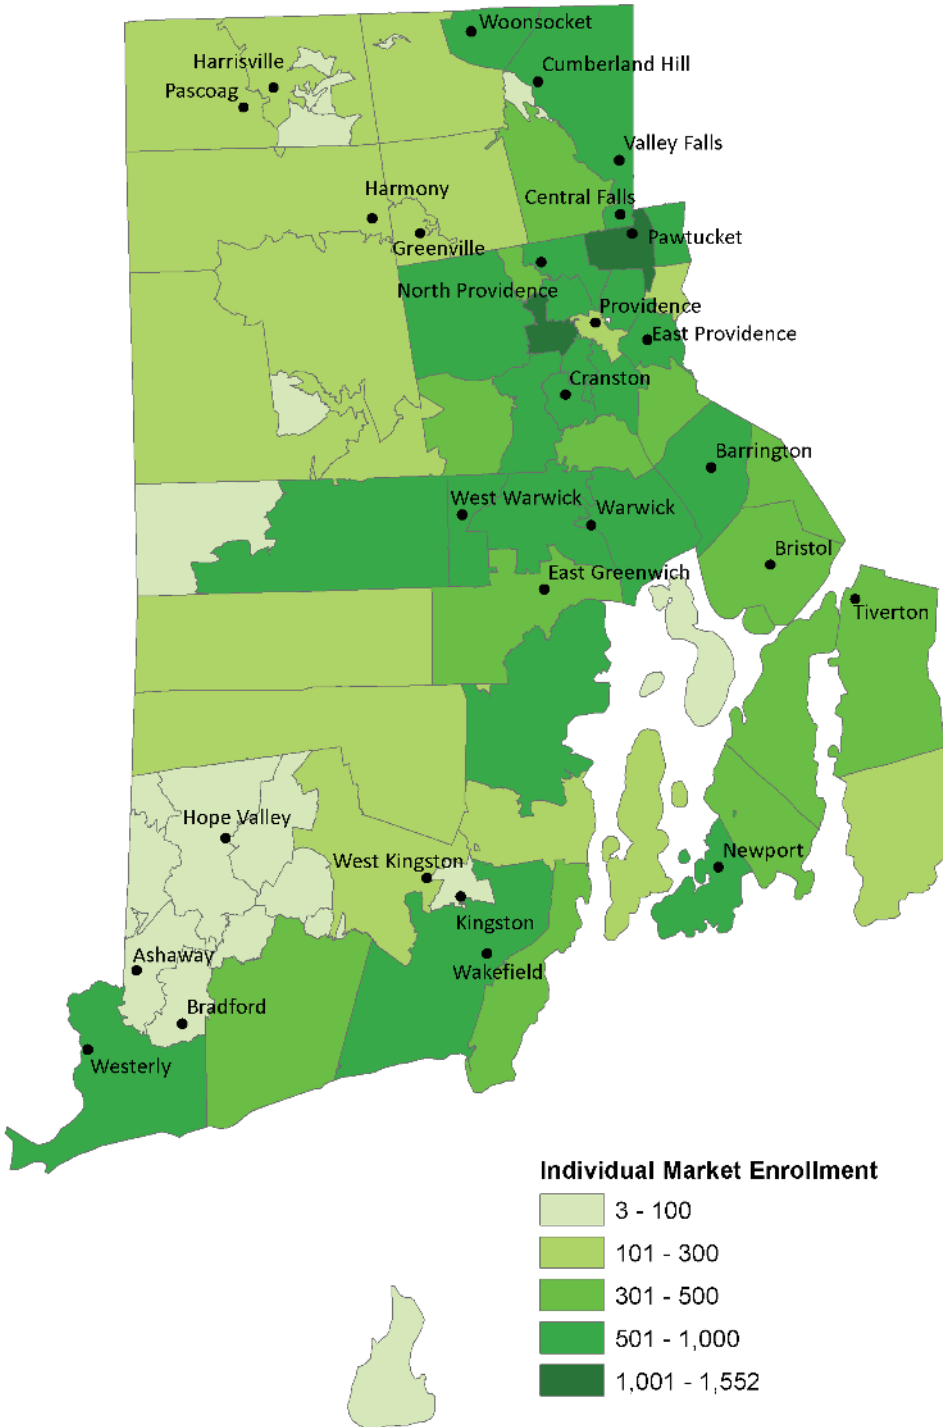 Woonsocket
Harrisville
Cumberland Hill
Pascoag
Valley Falls
Harmony
Central Falls
Greenville
Pawtucket
North Providence
Providence
East Providence
Cranston
Barrington
West Warwick
Warwick
Bristol
East Greenwich
Tiverton
Hope Valley
Newport
West Kingston
Kingston
Ashaway
Wakefield
Bradford
Westerly
Individual Market Enrollment
3 - 100
101 - 300
301 - 500
501 - 1,000
1,001 - 1,552